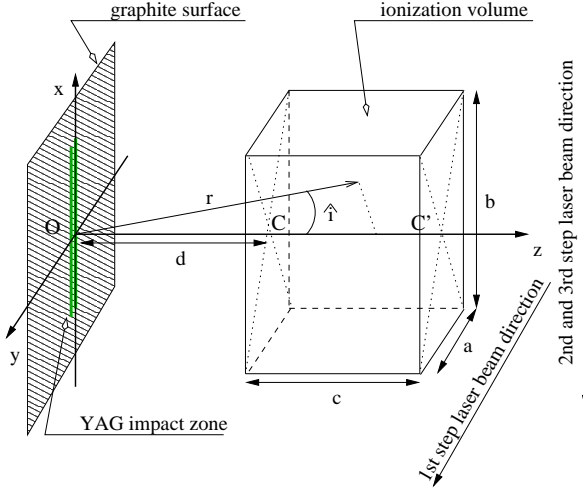 graphite surface
ionization volume
x
r
î
b
O
C
C'
z
d
y
a
c
YAG impact zone
1st step laser beam direction
2nd and 3rd step laser beam direction